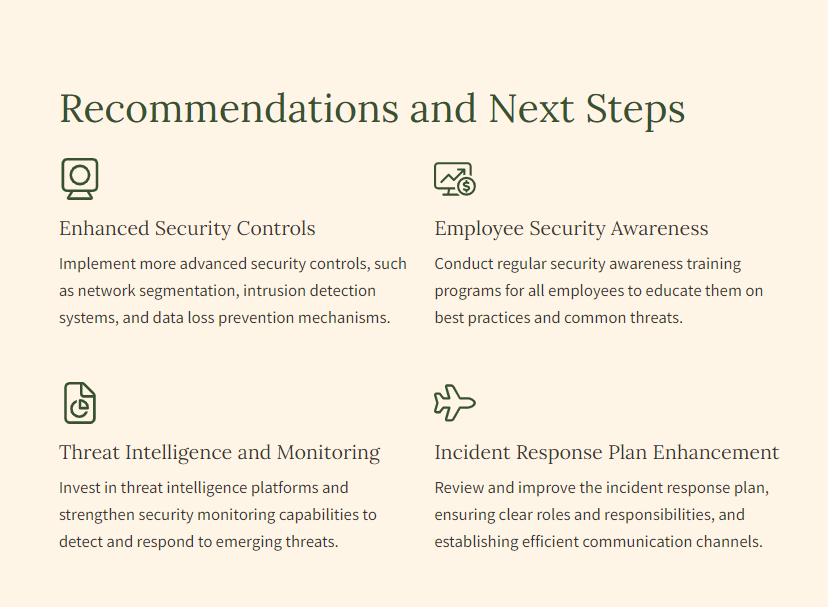 Recommendations and Next Steps
Enhanced Security Controls
Implement more advanced security controls, such
as network segmentation, intrusion detection
systems, and data loss prevention mechanisms.
Employee Security Awareness
Conduct regular security awareness training
programs for all employees to educate them on
best practices and common threats.
Threat Intelligence and Monitoring
Invest in threat intelligence platforms and
strengthen security monitoring capabilities to
detect and respond to emerging threats.
Incident Response Plan Enhancement
Review and improve the incident response plan,
ensuring clear roles and responsibilities, and
establishing efficient communication channels.